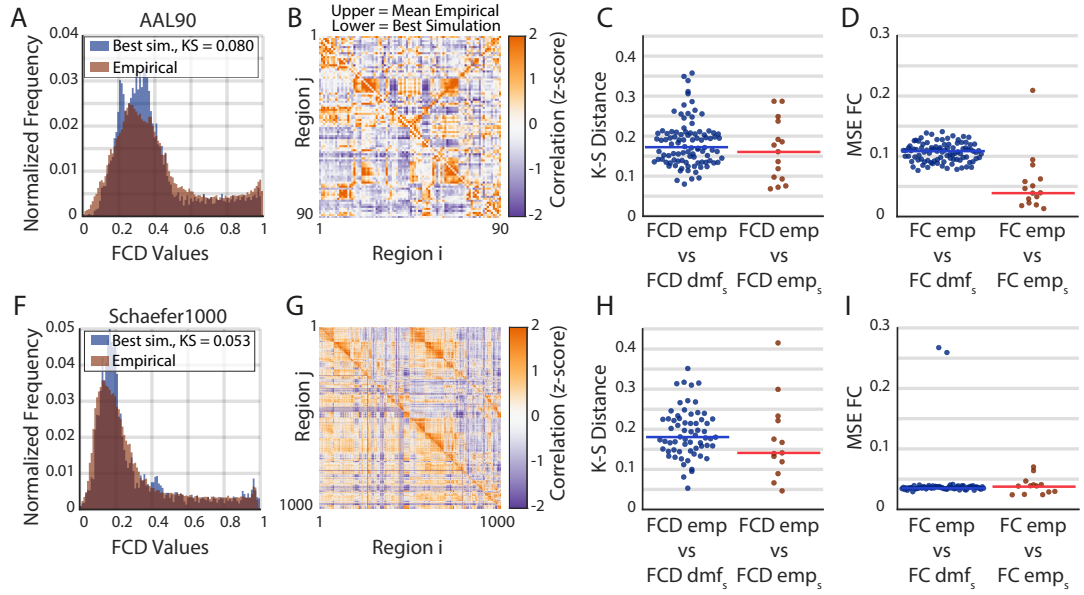 A
AAL90
Normalized Frequency
0.04
0.03
0.02
0.01
0
Best sim., KS = 0.080
Empirical
0 0.2 0.4 0.6 0.8 1
FCD Values
B
Upper = Mean Empirical
Lower = Best Simulation
1
Region j
90
1 90
Region i
2
1
0
-1
-2
Correlation (z-score)
C
K-S Distance
0.4
0.3
0.2
0.1
0
FCD emp
vs
FCD dmfs
FCD emp
vs
FCD emps
D
MSE FC
0.3
0.2
0.1
0
FC emp
vs
FC dmfs
FC emp
vs
FC emps
F
Schaefer1000
Normalized Frequency
0.05
0.04
0.03
0.02
0.01
0
Best sim., KS = 0.053
Empirical
0 0.2 0.4 0.6 0.8 1
FCD Values
G
1
Region j
1000
1 1000
Region i
2
1
0
-1
-2
Correlation (z-score)
H
K-S Distance
0.4
0.3
0.2
0.1
0
FCD emp
vs
FCD dmfs
FCD emp
vs
FCD emps
I
MSE FC
0.3
0.2
0.1
0
FC emp
vs
FC dmfs
FC emp
vs
FC emps